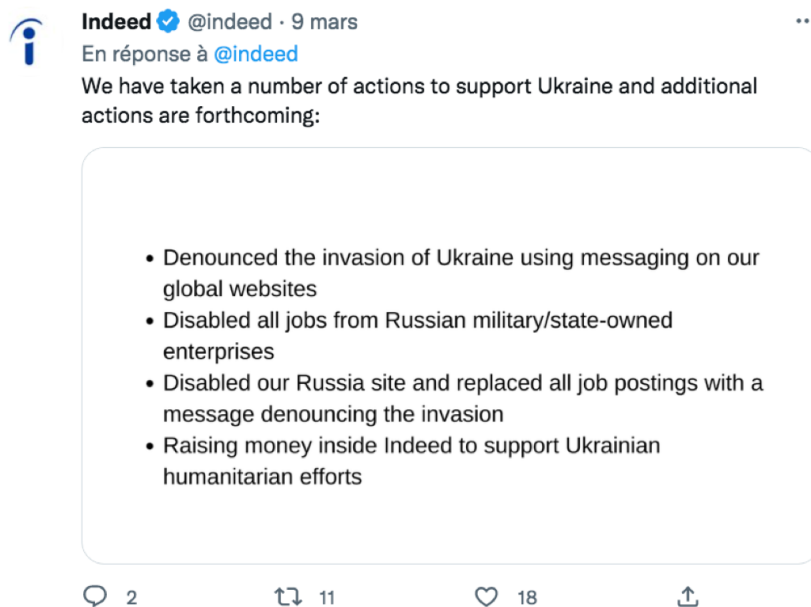 Indeed @indeed · 9 mars
En réponse à @indeed
We have taken a number of actions to support Ukraine and additional
actions are forthcoming:
• Denounced the invasion of Ukraine using messaging on our
global websites
• Disabled all jobs from Russian military/state-owned
enterprises
• Disabled our Russia site and replaced all job postings with a
message denouncing the invasion
• Raising money inside Indeed to support Ukrainian
humanitarian efforts
2 11 18